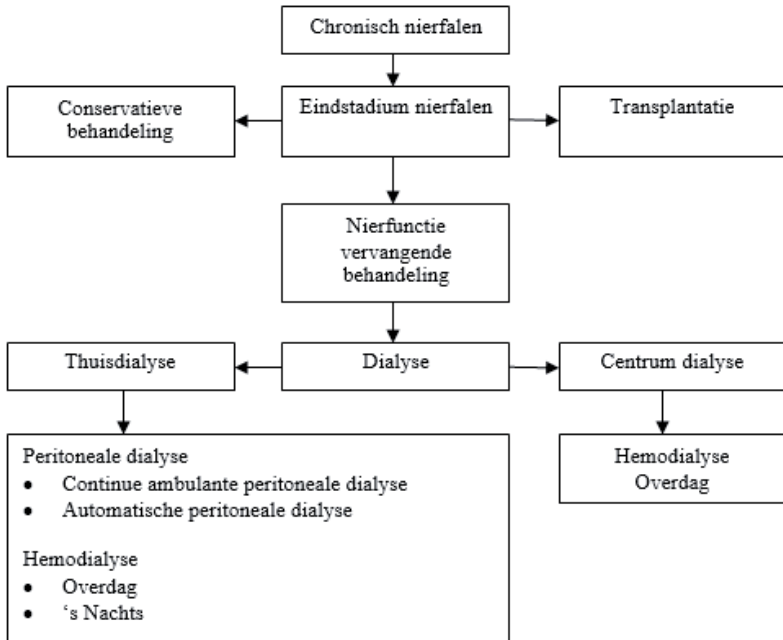 Chronisch nierfalen
Conservatieve
behandeling
Eindstadium nierfalen
Transplantatie
Nierfunctie
vervangende
behandeling
Thuisdialyse
Dialyse
Centrum dialyse
Peritoneale dialyse
• Continue ambulante peritoneale dialyse
• Automatische peritoneale dialyse
Hemodialyse
• Overdag
• ‘s Nachts
Hemodialyse
Overdag